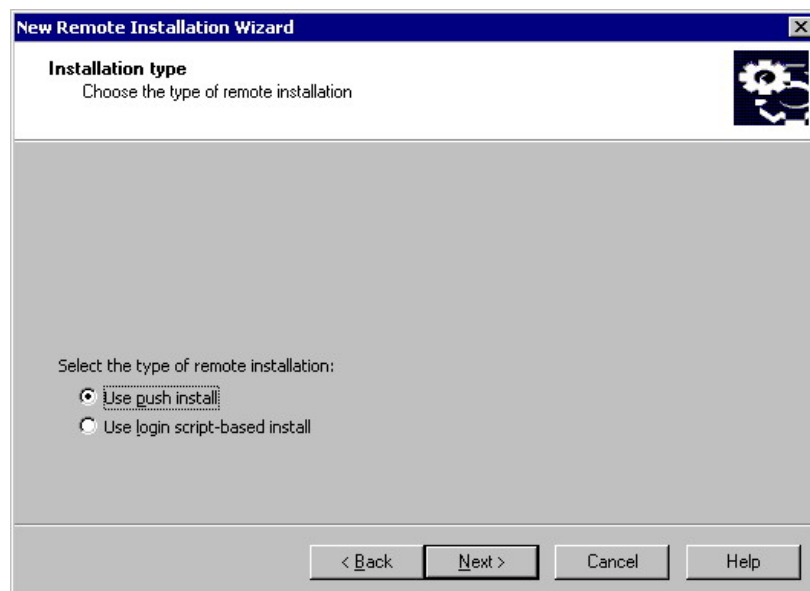 New Remote Installation Wizard
Installation type
Choose the type of remote installation
Select the type of remote installation:
Use push install
Use login script-based install
< Back
Next >
Cancel
Help